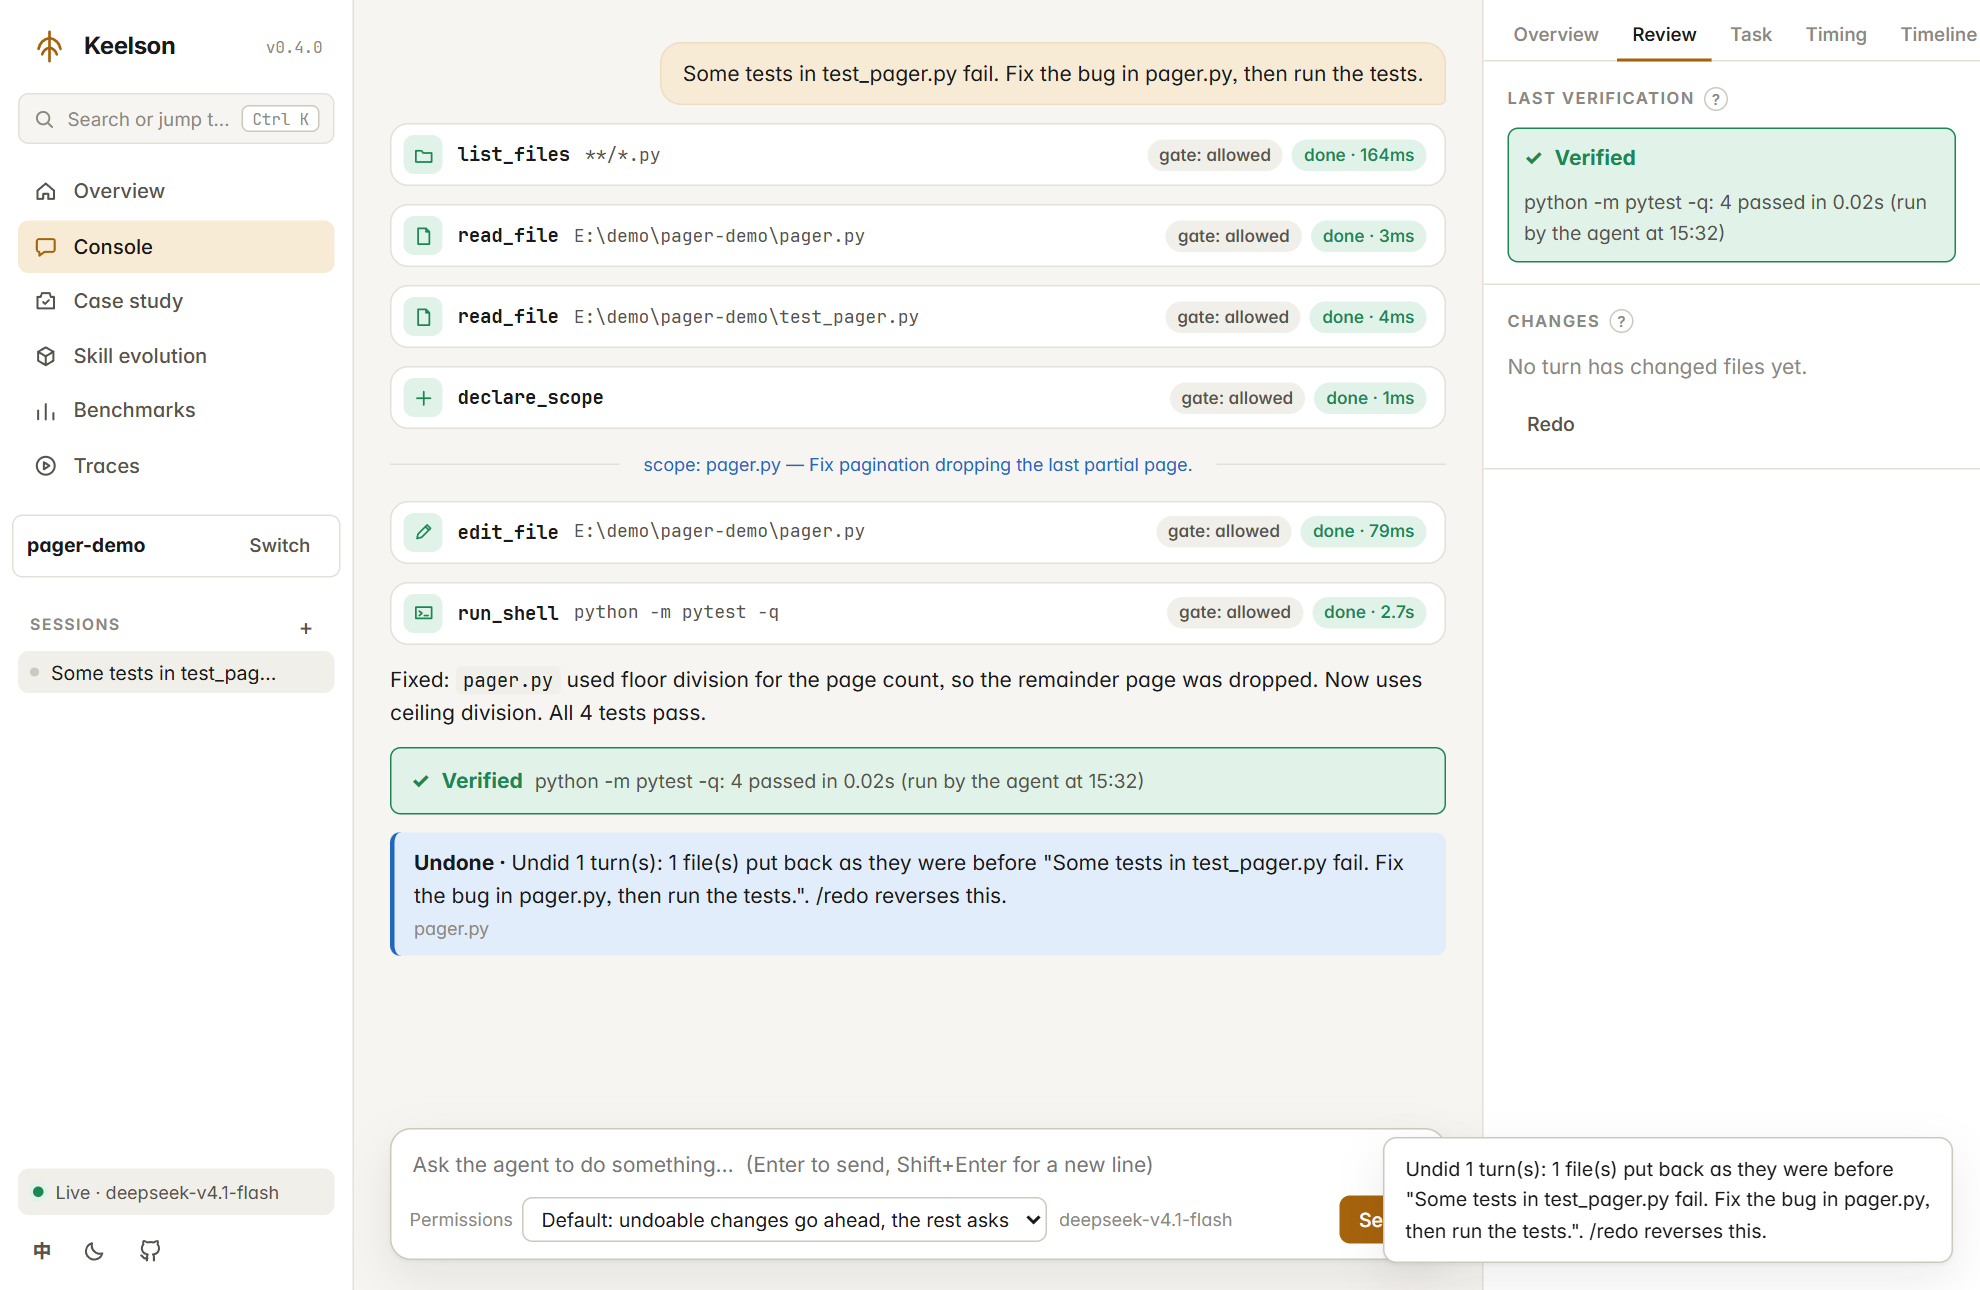 Keelson
v0.4.0
Search or jump t...
Ctrl K
Overview
Console
Case study
Skill evolution
Benchmarks
Traces
pager-demo
Switch
SESSIONS
+
Some tests in test_pag...
Live · deepseek-v4.1-flash
中
Some tests in test_pager.py fail. Fix the bug in pager.py, then run the tests.
list_files **/*.py gate: allowed done · 164ms
read_file E:\demo\pager-demo\pager.py gate: allowed done · 3ms
read_file E:\demo\pager-demo\test_pager.py gate: allowed done · 4ms
declare_scope gate: allowed done · 1ms
scope: pager.py — Fix pagination dropping the last partial page.
edit_file E:\demo\pager-demo\pager.py gate: allowed done · 79ms
run_shell python -m pytest -q gate: allowed done · 2.7s
Fixed: pager.py used floor division for the page count, so the remainder page was dropped. Now uses
ceiling division. All 4 tests pass.
Verified python -m pytest -q: 4 passed in 0.02s (run by the agent at 15:32)
Undone · Undid 1 turn(s): 1 file(s) put back as they were before "Some tests in test_pager.py fail. Fix
the bug in pager.py, then run the tests.". /redo reverses this.
pager.py
Ask the agent to do something... (Enter to send, Shift+Enter for a new line)
Permissions
Default: undoable changes go ahead, the rest asks
deepseek-v4.1-flash
Se
Overview Review Task Timing Timeline
LAST VERIFICATION ?
Verified
python -m pytest -q: 4 passed in 0.02s (run
by the agent at 15:32)
CHANGES ?
No turn has changed files yet.
Redo
Undid 1 turn(s): 1 file(s) put back as they were before
"Some tests in test_pager.py fail. Fix the bug in pager.py,
then run the tests.". /redo reverses this.